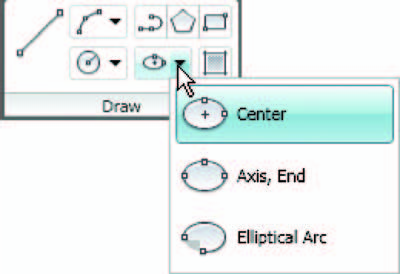 Draw
Center
Axis, End
Elliptical Arc